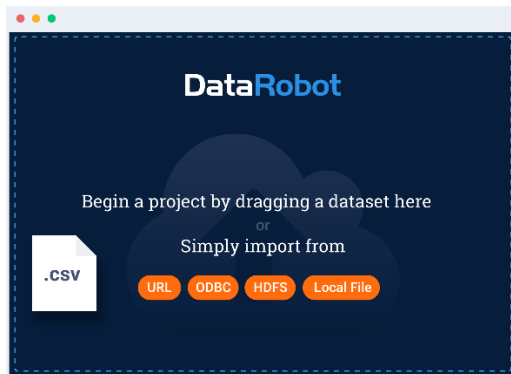 DataRobot
Begin a project by dragging a dataset here
or
Simply import from
.csv
URL ODBC HDFS Local File